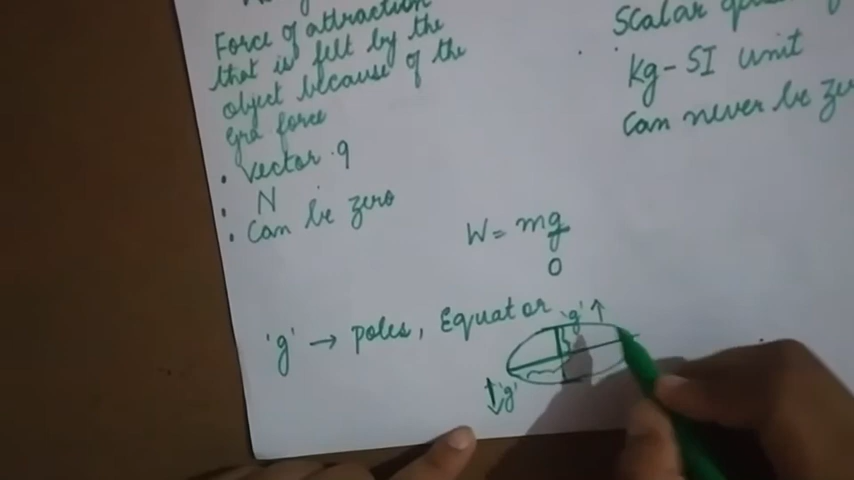 Force of attraction
that is felt by the
object because of the
gra force
• Vector . q
• N
• Can be zero
Scalar
Kg - SI unit
Can never be
W = mg
0
'g' → poles, Equator
'g' ↑
↕ 'g'